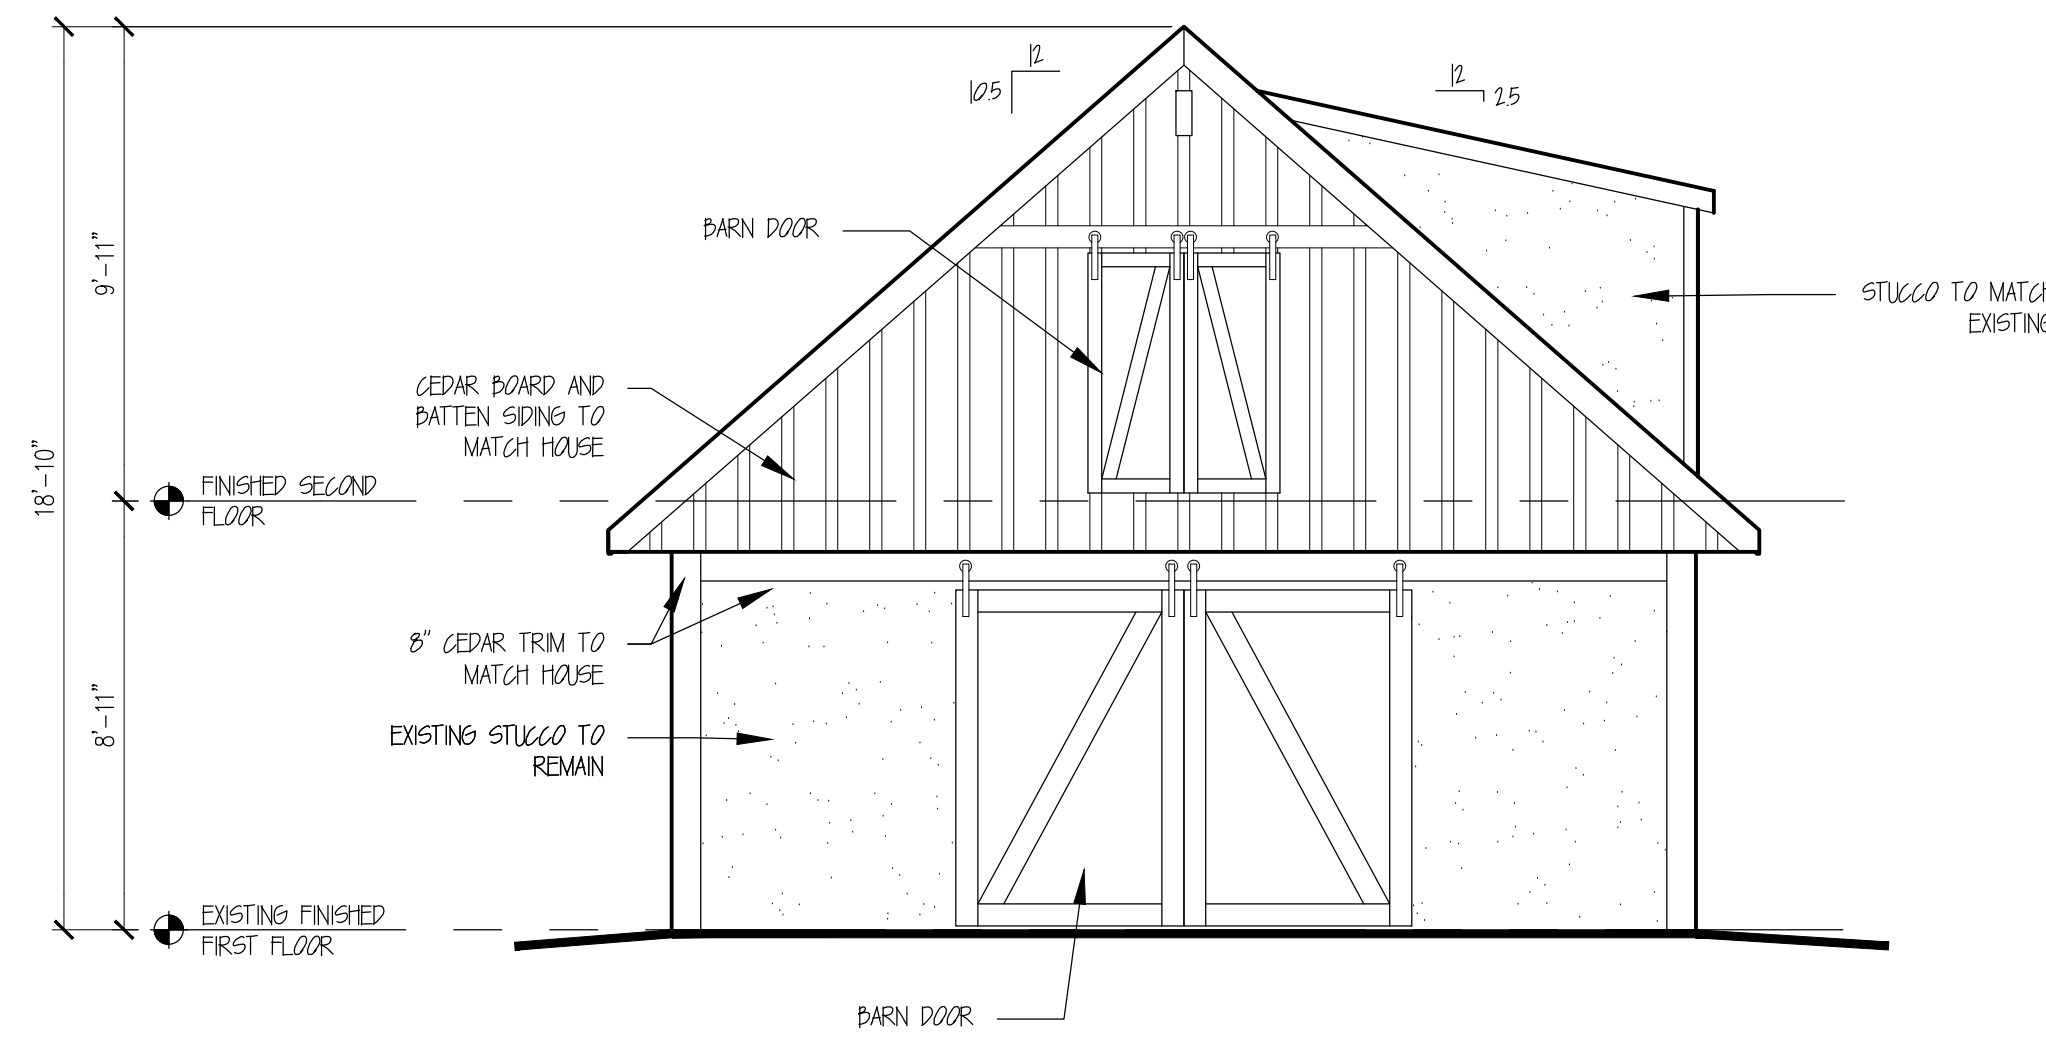 12
10.5
12
2.5
BARN DOOR
9'-11"
STUCCO TO MATCH
EXISTING
CEDAR BOARD AND
BATTEN SIDING TO
MATCH HOUSE
18'-10"
FINISHED SECOND
FLOOR
8" CEDAR TRIM TO
MATCH HOUSE
8'-11"
EXISTING STUCCO TO
REMAIN
EXISTING FINISHED
FIRST FLOOR
BARN DOOR